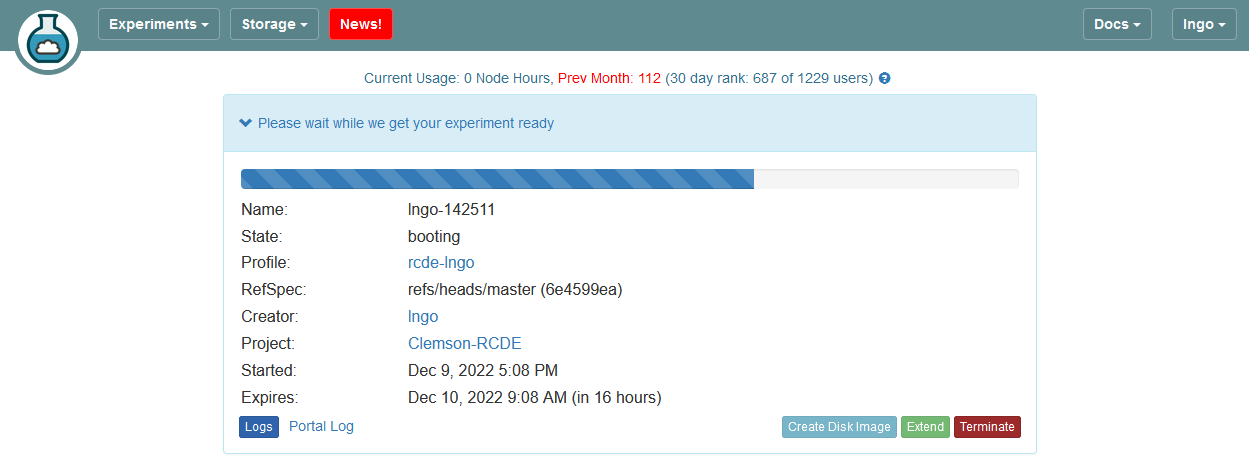 Experiments Storage News! Docs Ingo
Current Usage: 0 Node Hours, Prev Month: 112 (30 day rank: 687 of 1229 users)
Please wait while we get your experiment ready
Name: lngo-142511
State: booting
Profile: rcde-lngo
RefSpec: refs/heads/master (6e4599ea)
Creator: lngo
Project: Clemson-RCDE
Started: Dec 9, 2022 5:08 PM
Expires: Dec 10, 2022 9:08 AM (in 16 hours)
Logs Portal Log Create Disk Image Extend Terminate